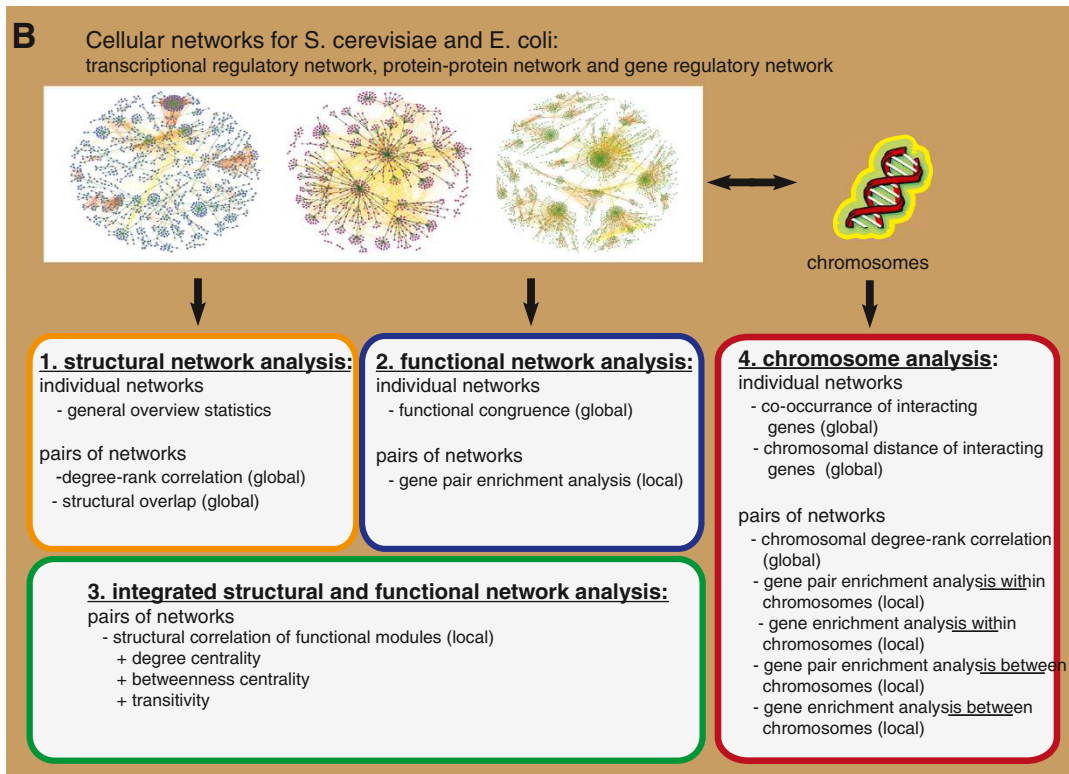 B
Cellular networks for S. cerevisiae and E. coli:
transcriptional regulatory network, protein-protein network and gene regulatory network
chromosomes
1. structural network analysis:
individual networks
- general overview statistics
pairs of networks
-degree-rank correlation (global)
- structural overlap (global)
2. functional network analysis:
individual networks
- functional congruence (global)
pairs of networks
- gene pair enrichment analysis (local)
3. integrated structural and functional network analysis:
pairs of networks
- structural correlation of functional modules (local)
+ degree centrality
+ betweenness centrality
+ transitivity
4. chromosome analysis:
individual networks
- co-occurrance of interacting
genes (global)
- chromosomal distance of interacting
genes (global)
pairs of networks
- chromosomal degree-rank correlation
(global)
- gene pair enrichment analysis within
chromosomes (local)
- gene enrichment analysis within
chromosomes (local)
- gene pair enrichment analysis between
chromosomes (local)
- gene enrichment analysis between
chromosomes (local)